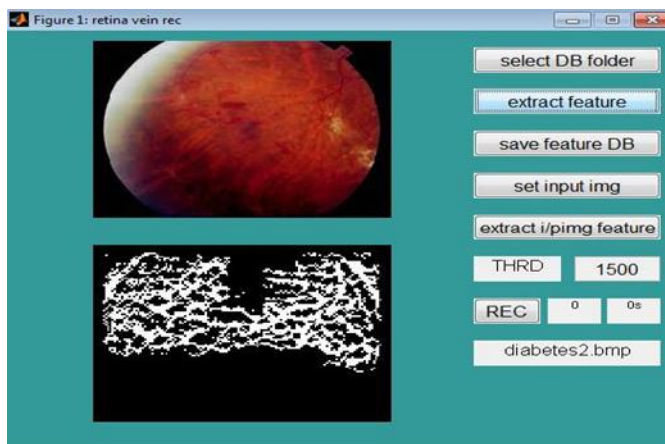 Figure 1: retina vein rec
select DB folder
extract feature
save feature DB
set input img
extract i/pimg feature
THRD 1500
REC 0 0s
diabetes2.bmp